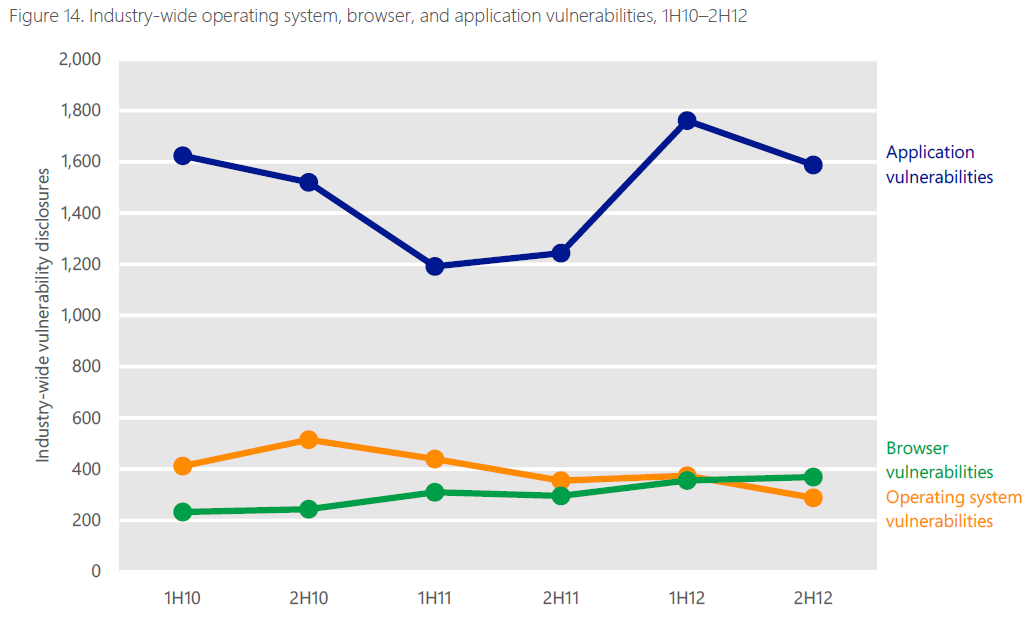 Figure 14. Industry-wide operating system, browser, and application vulnerabilities, 1H10–2H12
Industry-wide vulnerability disclosures
2,000
1,800
1,600
1,400
1,200
1,000
800
600
400
200
0
1H10
2H10
1H11
2H11
1H12
2H12
Application
vulnerabilities
Browser
vulnerabilities
Operating system
vulnerabilities